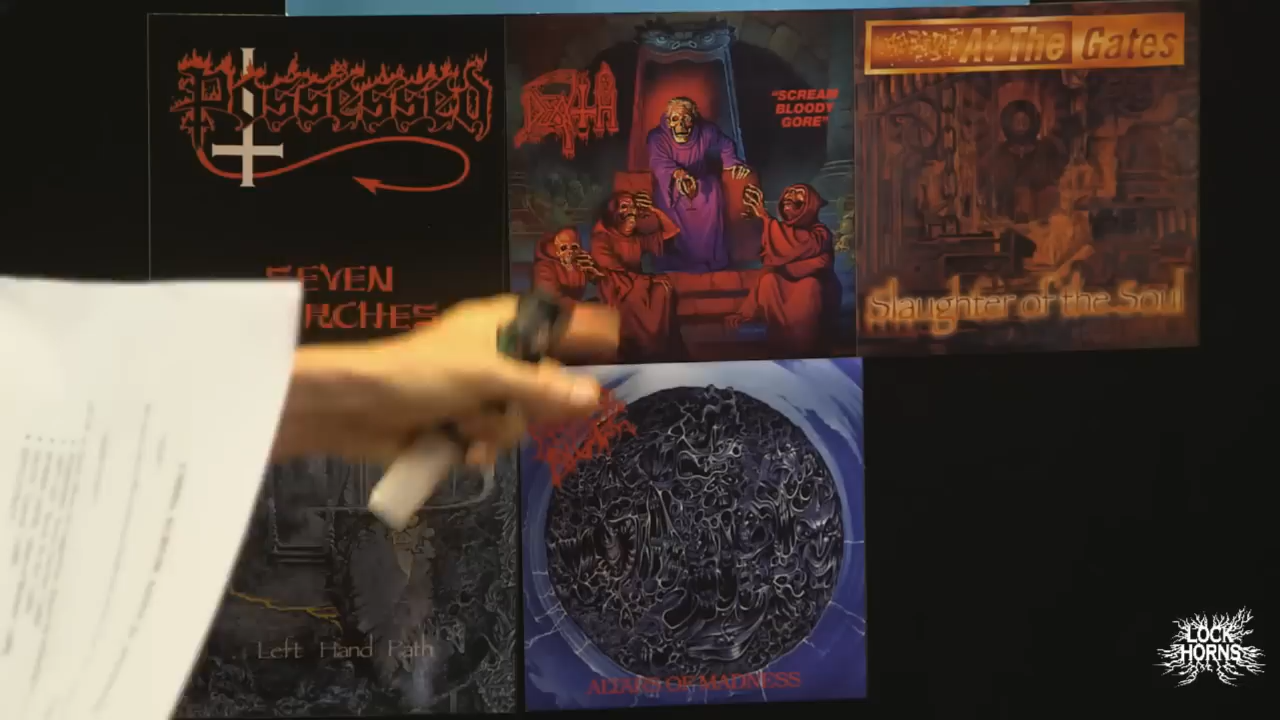 Possessed
SEVEN
CHURCHES
DEATH
"SCREAM
BLOODY
GORE"
At The Gates
Slaughter of the Soul
Left Hand Path
ALTARS OF MADNESS
LOCK
HORNS